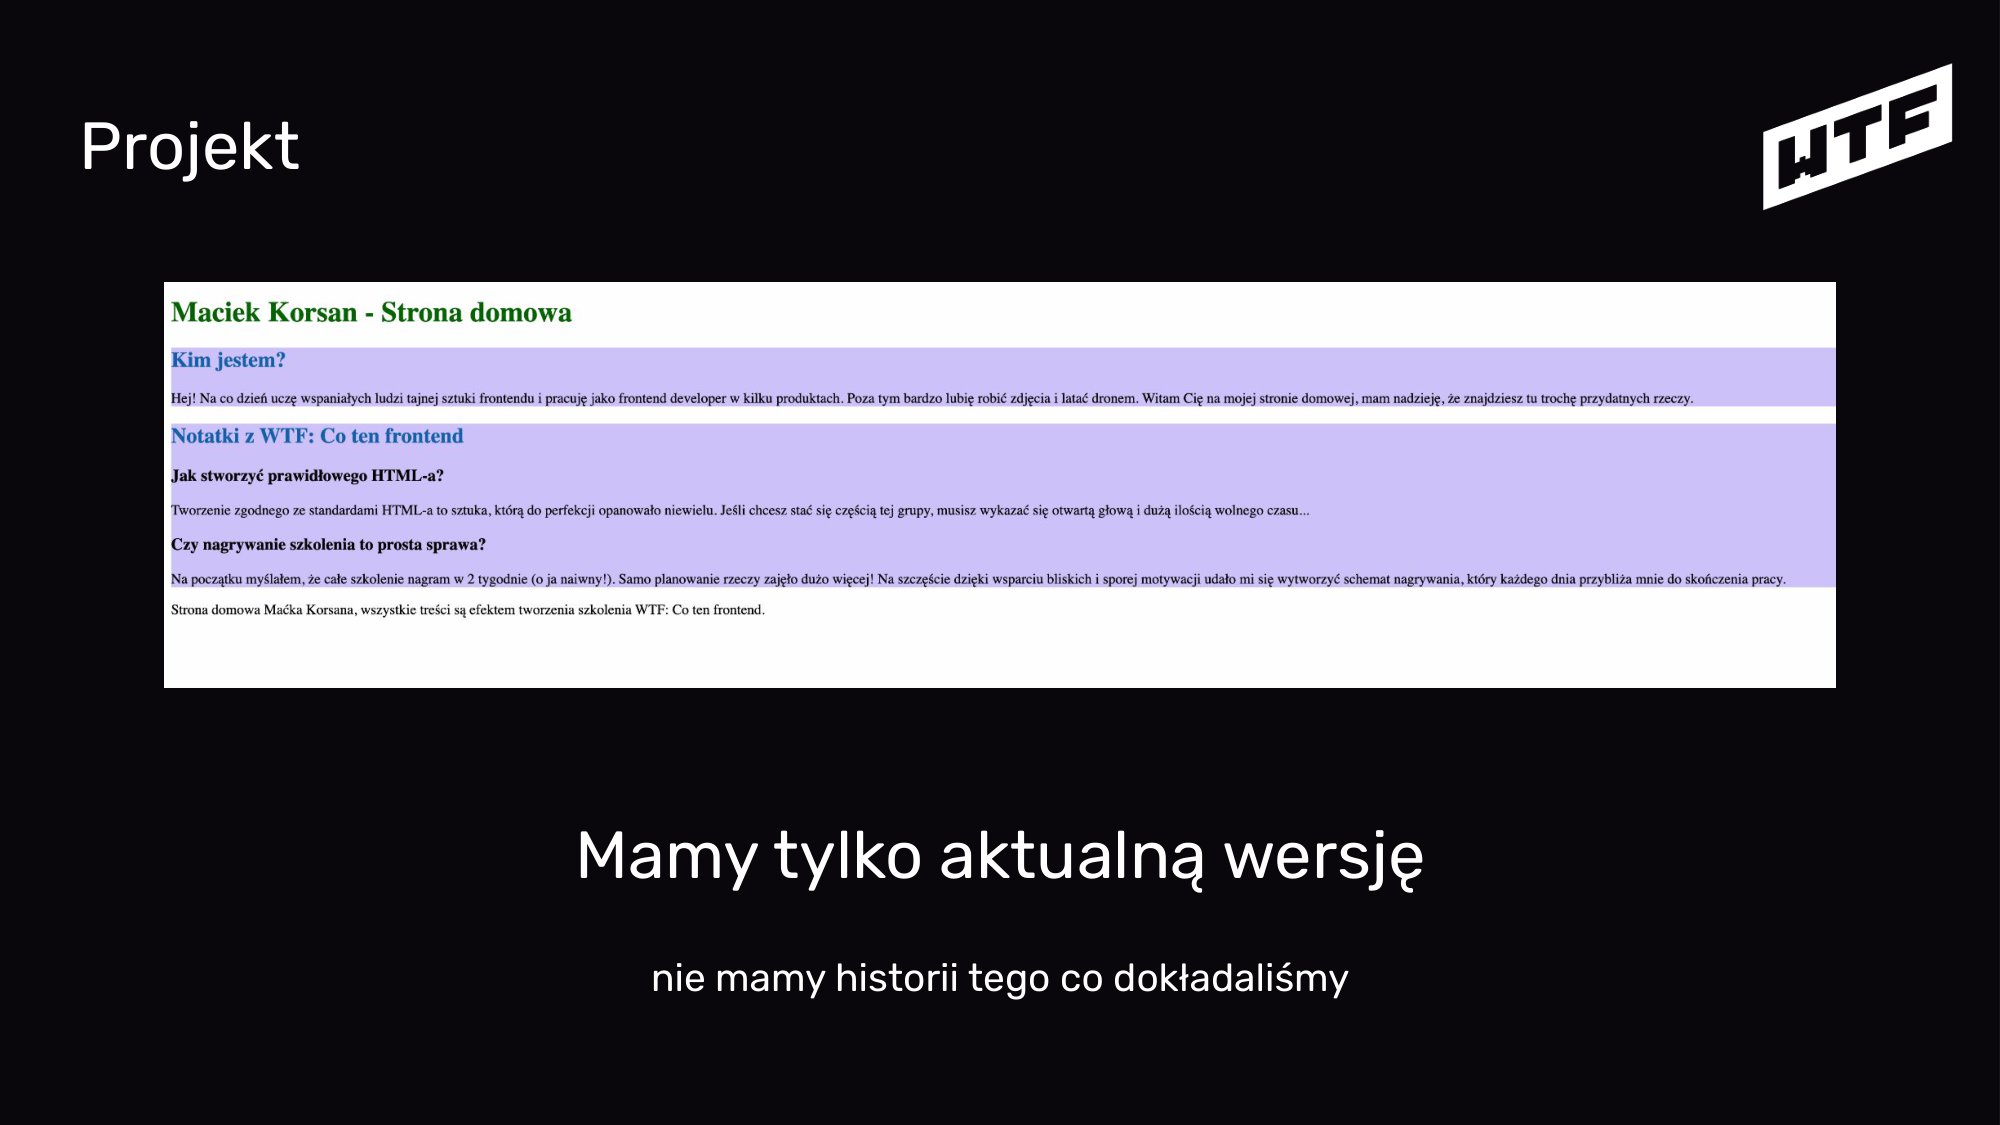 Projekt
WTF
Maciek Korsan - Strona domowa
Kim jestem?
Hej! Na co dzień uczę wspaniałych ludzi tajnej sztuki frontendu i pracuję jako frontend developer w kilku produktach. Poza tym bardzo lubię robić zdjęcia i latać dronem. Witam Cię na mojej stronie domowej, mam nadzieję, że znajdziesz tu trochę przydatnych rzeczy.
Notatki z WTF: Co ten frontend
Jak stworzyć prawidłowego HTML-a?
Tworzenie zgodnego ze standardami HTML-a to sztuka, którą do perfekcji opanowało niewielu. Jeśli chcesz stać się częścią tej grupy, musisz wykazać się otwartą głową i dużą ilością wolnego czasu...
Czy nagrywanie szkolenia to prosta sprawa?
Na początku myślałem, że całe szkolenie nagram w 2 tygodnie (o ja naiwny!). Samo planowanie rzeczy zajęło dużo więcej! Na szczęście dzięki wsparciu bliskich i sporej motywacji udało mi się wytworzyć schemat nagrywania, który każdego dnia przybliża mnie do skończenia pracy.
Strona domowa Maćka Korsana, wszystkie treści są efektem tworzenia szkolenia WTF: Co ten frontend.
Mamy tylko aktualną wersję
nie mamy historii tego co dokładaliśmy